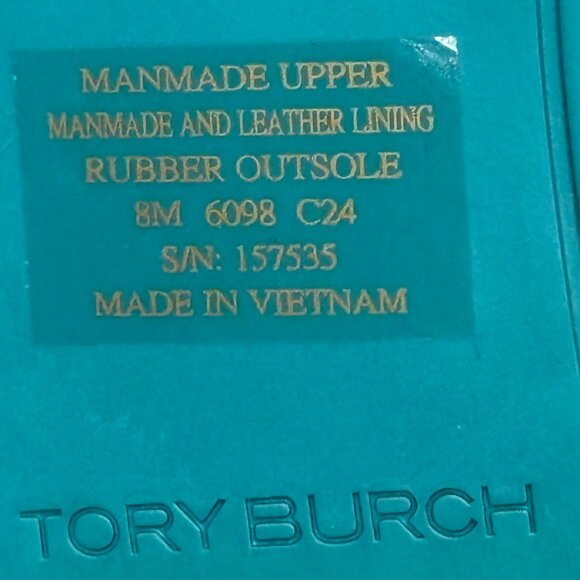 MANMADE UPPER
MANMADE AND LEATHER LINING
RUBBER OUTSOLE
8M 6098 C24
S/N: 157535
MADE IN VIETNAM
TORY BURCH